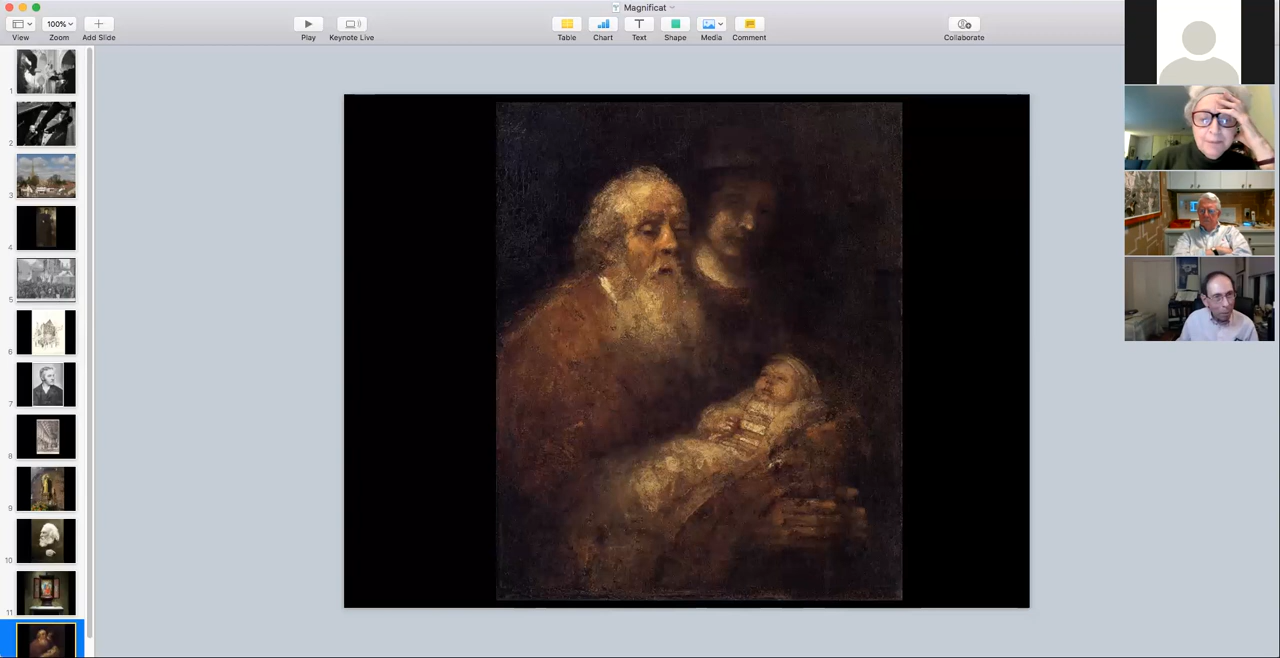 Magnificat
100%
View
Zoom
Add Slide
Play
Keynote Live
Table
Chart
Text
Shape
Media
Comment
Collaborate
1
2
3
4
5
6
7
8
9
10
11